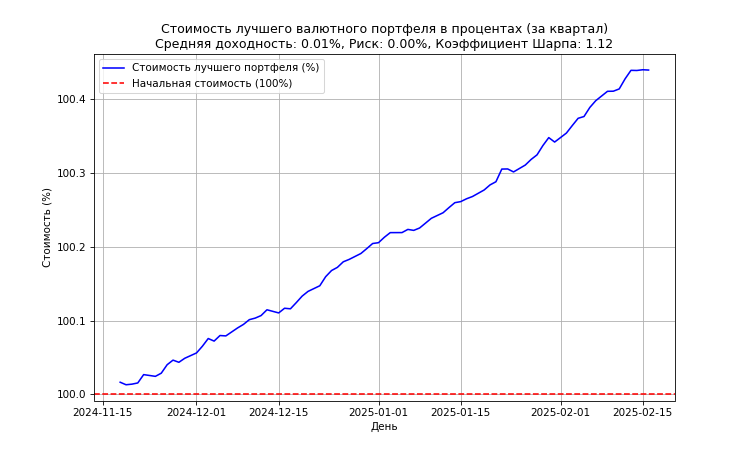 Стоимость лучшего валютного портфеля в процентах (за квартал)
Средняя доходность: 0.01%, Риск: 0.00%, Коэффициент Шарпа: 1.12
Стоимость лучшего портфеля (%)
Начальная стоимость (100%)
Стоимость (%)
100.4
100.3
100.2
100.1
100.0
2024-11-15
2024-12-01
2024-12-15
2025-01-01
2025-01-15
2025-02-01
2025-02-15
День